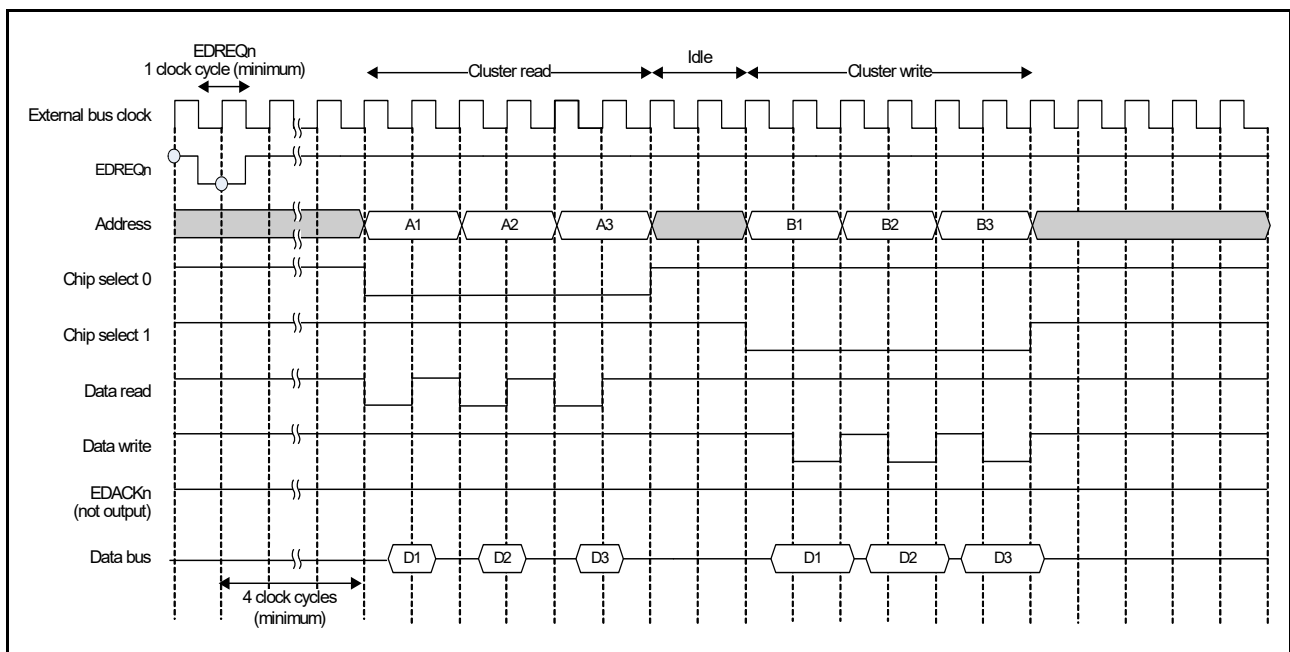 EDREQn
1 clock cycle (minimum)
Cluster read
Idle
Cluster write
External bus clock
EDREQn
Address
A1
A2
A3
B1
B2
B3
Chip select 0
Chip select 1
Data read
Data write
EDACKn
(not output)
Data bus
D1
D2
D3
D1
D2
D3
4 clock cycles
(minimum)